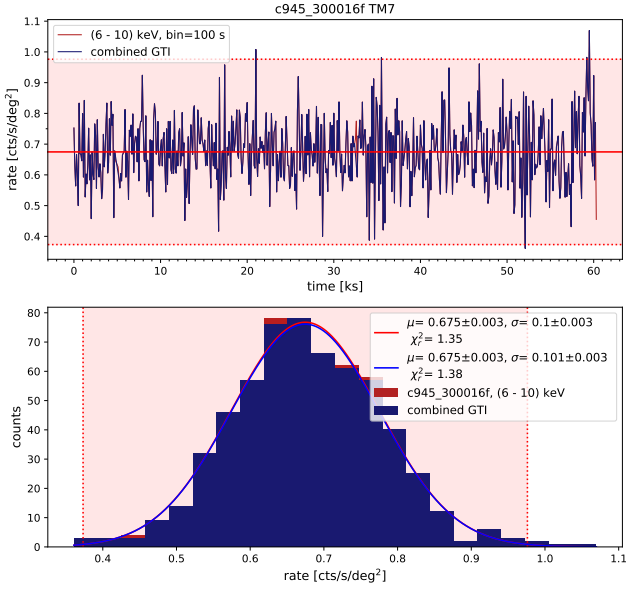 c945_300016f TM7
(6 - 10) keV, bin=100 s
combined GTI
rate [cts/s/deg²]
1.1
1.0
0.9
0.8
0.7
0.6
0.5
0.4
0
10
20
30
40
50
60
time [ks]
μ= 0.675±0.003, σ= 0.1±0.003
χ²ᵣ= 1.35
μ= 0.675±0.003, σ= 0.101±0.003
χ²ᵣ= 1.38
c945_300016f, (6 - 10) keV
combined GTI
counts
80
70
60
50
40
30
20
10
0
0.4
0.5
0.6
0.7
0.8
0.9
1.0
1.1
rate [cts/s/deg²]